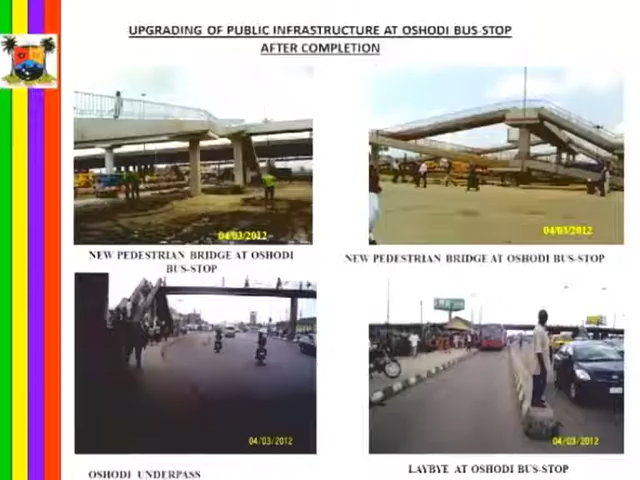 UPGRADING OF PUBLIC INFRASTRUCTURE AT OSHODI BUS-STOP
AFTER COMPLETION
04/03/2012
04/03/2012
NEW PEDESTRIAN BRIDGE AT OSHODI
BUS-STOP
NEW PEDESTRIAN BRIDGE AT OSHODI BUS-STOP
04/03/2012
04/03/2012
OSHODI UNDERPASS
LAYBYE AT OSHODI BUS-STOP